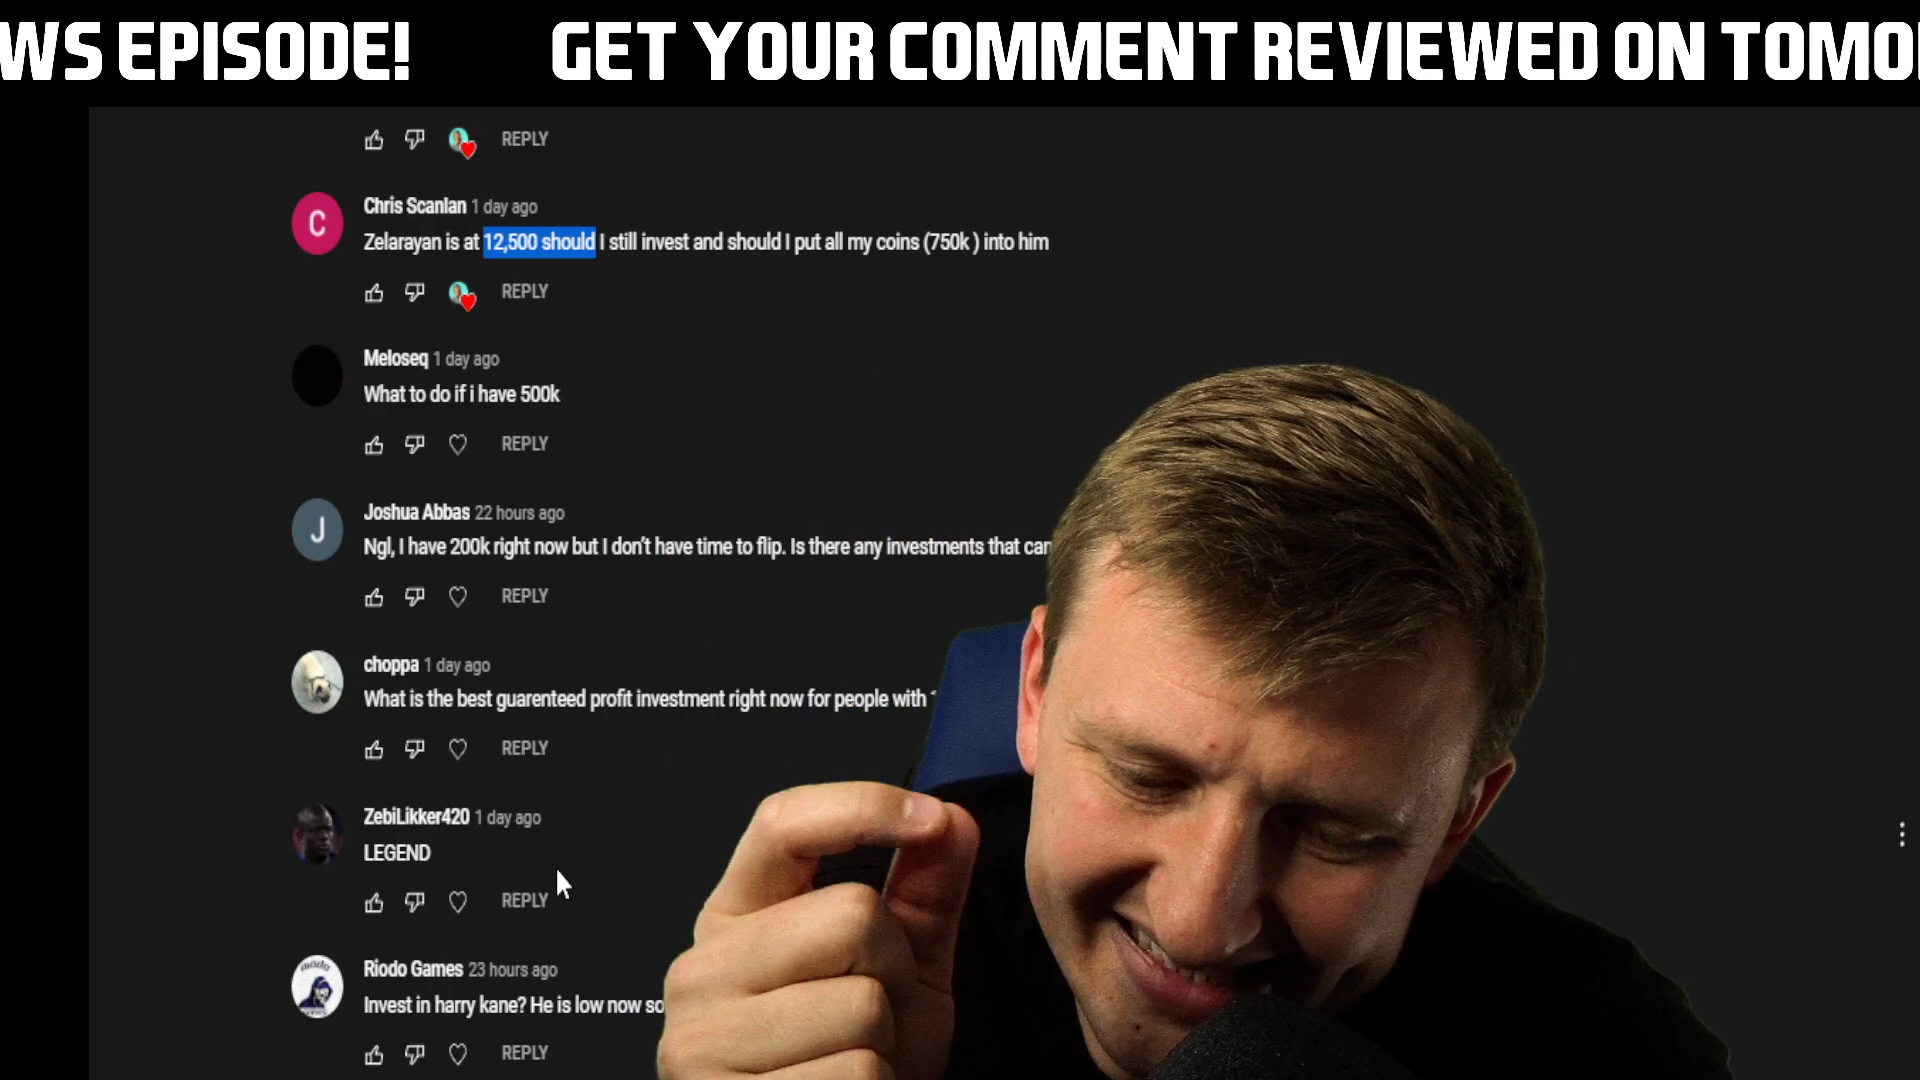 WS EPISODE! GET YOUR COMMENT REVIEWED ON TOMO
REPLY
Chris Scanlan 1 day ago
Zelarayan is at 12,500 should I still invest and should I put all my coins (750k ) into him
REPLY
Meloseq 1 day ago
What to do if i have 500k
REPLY
Joshua Abbas 22 hours ago
Ngl, I have 200k right now but I don't have time to flip. Is there any investments that can
REPLY
choppa 1 day ago
What is the best guarenteed profit investment right now for people with
REPLY
ZebiLikker420 1 day ago
LEGEND
REPLY
Riodo Games 23 hours ago
Invest in harry kane? He is low now so
REPLY
C
J